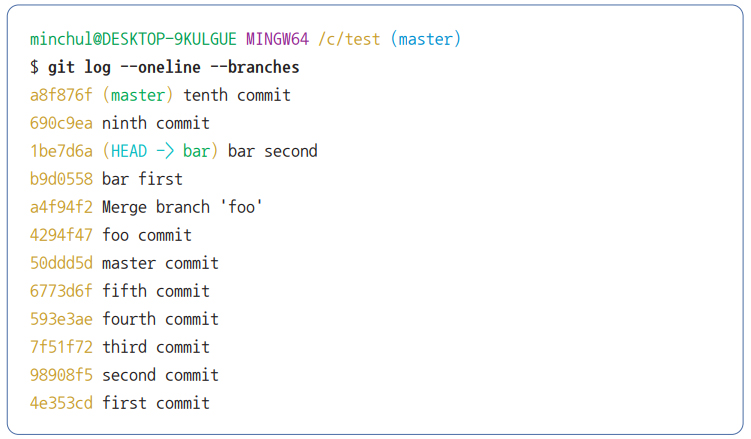 minchul@DESKTOP-9KULGUE MINGW64 /c/test (master)
$ git log --oneline --branches
a8f876f (master) tenth commit
690c9ea ninth commit
1be7d6a (HEAD -> bar) bar second
b9d0558 bar first
a4f94f2 Merge branch 'foo'
4294f47 foo commit
50ddd5d master commit
6773d6f fifth commit
593e3ae fourth commit
7f51f72 third commit
98908f5 second commit
4e353cd first commit